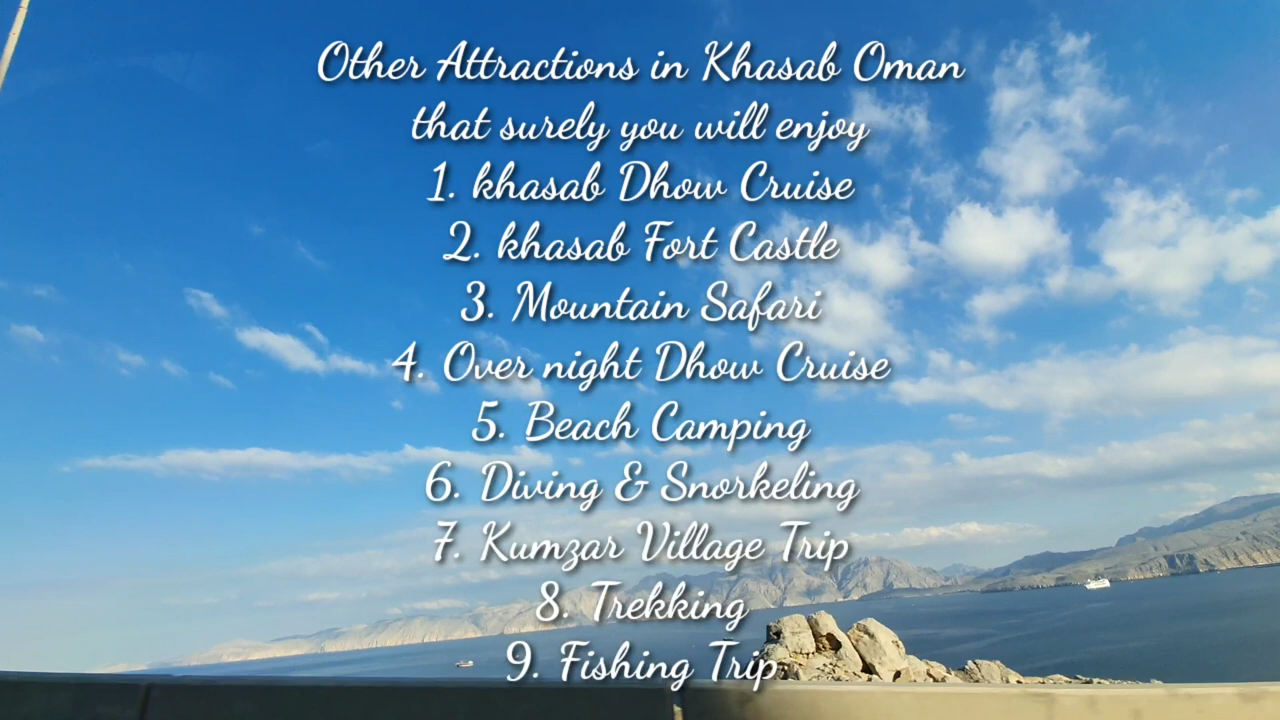 Other Attractions in Khasab Oman
that surely you will enjoy
1. khasab Dhow Cruise
2. khasab Fort Castle
3. Mountain Safari
4. Over night Dhow Cruise
5. Beach Camping
6. Diving & Snorkeling
7. Kumzar Village Trip
8. Trekking
9. Fishing Trip